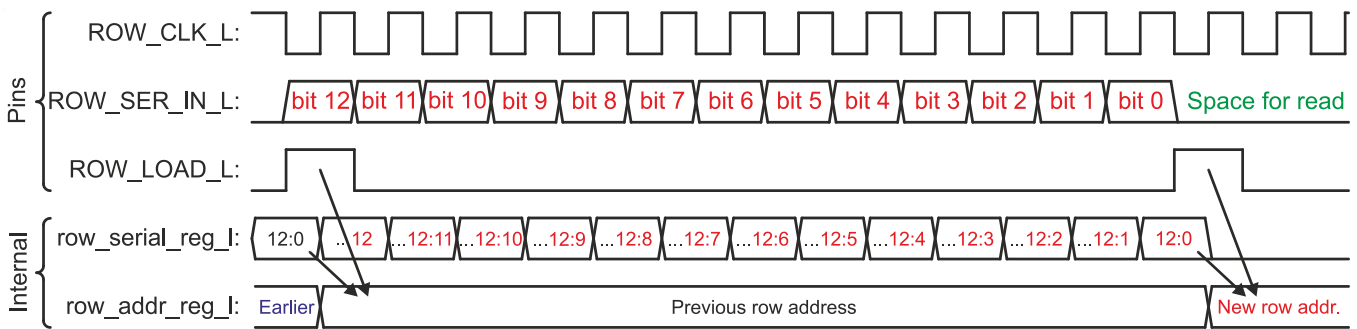 Pins
ROW_CLK_L:
ROW_SER_IN_L: bit 12 bit 11 bit 10 bit 9 bit 8 bit 7 bit 6 bit 5 bit 4 bit 3 bit 2 bit 1 bit 0 Space for read
ROW_LOAD_L:
Internal
row_serial_reg_l: 12:0 ...12 ...12:11 ...12:10 ...12:9 ...12:8 ...12:7 ...12:6 ...12:5 ...12:4 ...12:3 ...12:2 ...12:1 12:0
row_addr_reg_l: Earlier Previous row address New row addr.